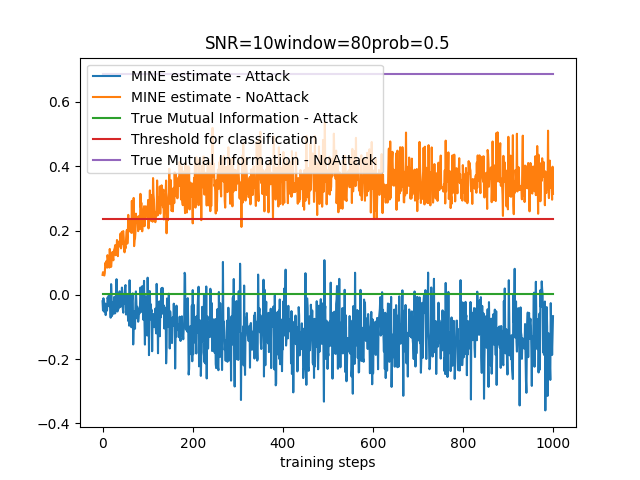 SNR=10window=80prob=0.5
MINE estimate - Attack
MINE estimate - NoAttack
True Mutual Information - Attack
Threshold for classification
True Mutual Information - NoAttack
0.6
0.4
0.2
0.0
−0.2
−0.4
0 200 400 600 800 1000
training steps